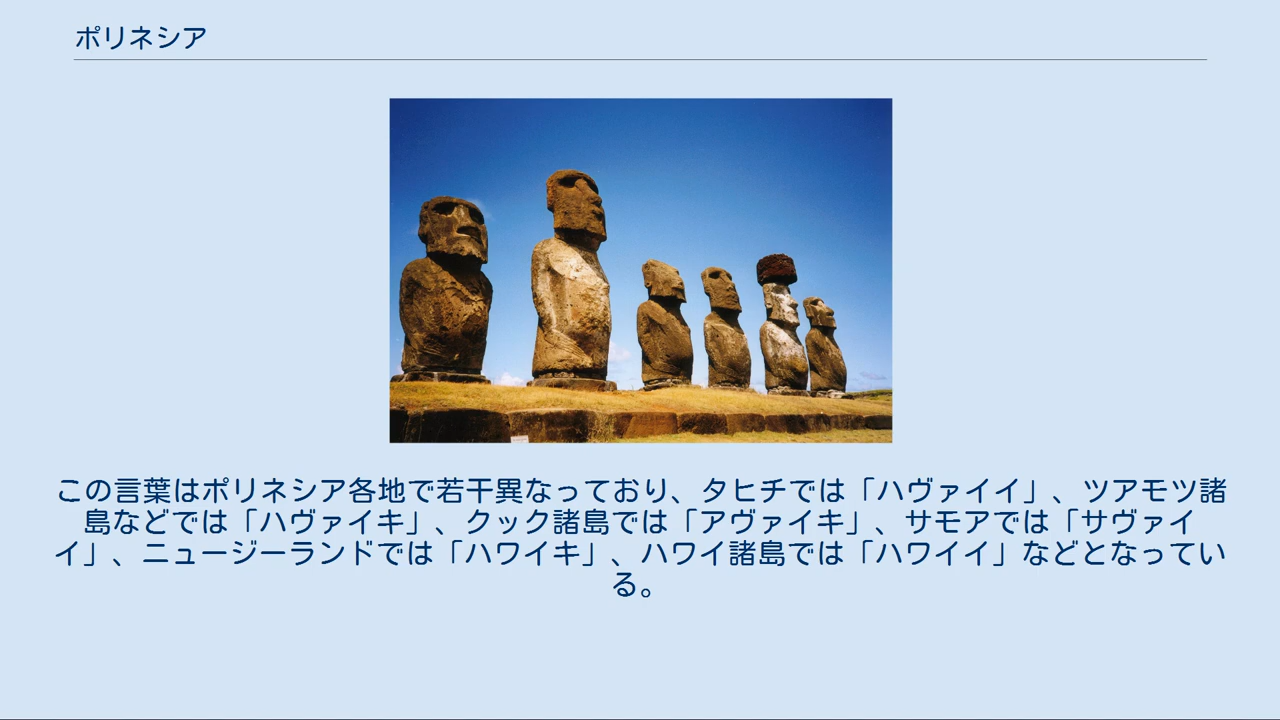 ポリネシア
この言葉はポリネシア各地で若干異なっており、タヒチでは「ハヴァイイ」、ツアモツ諸
島などでは「ハヴァイキ」、クック諸島では「アヴァイキ」、サモアでは「サヴァイ
イ」、ニュージーランドでは「ハワイキ」、ハワイ諸島では「ハワイイ」などとなってい
る。